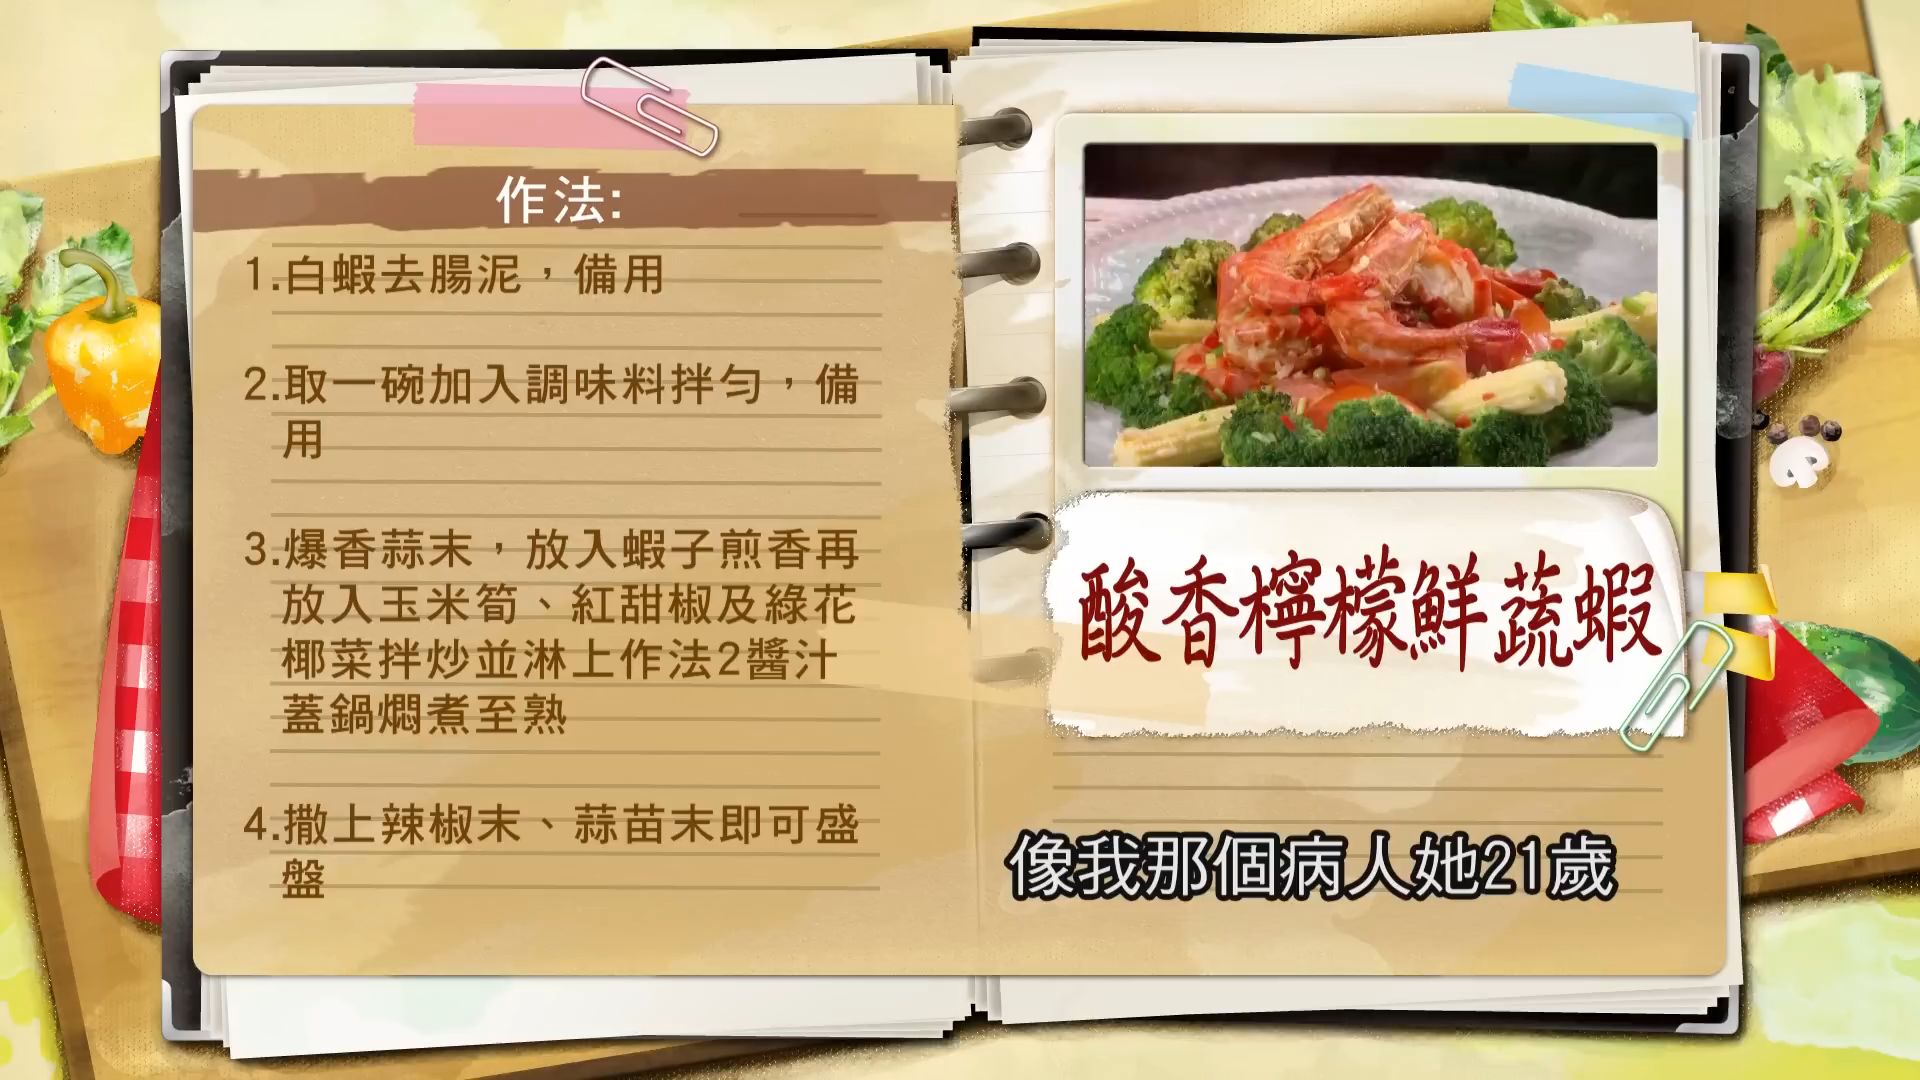 作法:
1.白蝦去腸泥，備用
2.取一碗加入調味料拌勻，備
用
3.爆香蒜末，放入蝦子煎香再
放入玉米筍、紅甜椒及綠花
椰菜拌炒並淋上作法2醬汁
蓋鍋燜煮至熟
4.撒上辣椒末、蒜苗末即可盛
盤
酸香檸檬鮮蔬蝦
像我那個病人她21歲